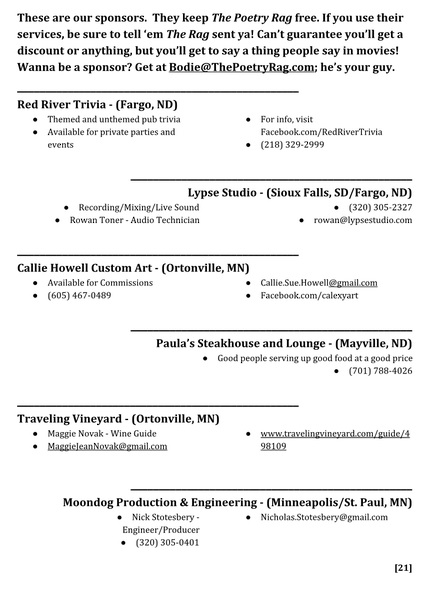 These are our sponsors.  They keep The Poetry Rag free. If you use their
services, be sure to tell ‘em The Rag sent ya! Can’t guarantee you’ll get a
discount or anything, but you’ll get to say a thing people say in movies!
Wanna be a sponsor? Get at Bodie@ThePoetryRag.com; he’s your guy.
Red River Trivia - (Fargo, ND)
● Themed and unthemed pub trivia
● Available for private parties and
events
● For info, visit
Facebook.com/RedRiverTrivia
● (218) 329-2999
Lypse Studio - (Sioux Falls, SD/Fargo, ND)
● Recording/Mixing/Live Sound
● Rowan Toner - Audio Technician
● (320) 305-2327
● rowan@lypsestudio.com
Callie Howell Custom Art - (Ortonville, MN)
● Available for Commissions
● (605) 467-0489
● Callie.Sue.Howell@gmail.com
● Facebook.com/calexyart
Paula’s Steakhouse and Lounge - (Mayville, ND)
● Good people serving up good food at a good price
● (701) 788-4026
Traveling Vineyard - (Ortonville, MN)
● Maggie Novak - Wine Guide
● MaggieJeanNovak@gmail.com
● www.travelingvineyard.com/guide/4
98109
Moondog Production & Engineering - (Minneapolis/St. Paul, MN)
● Nick Stotesbery -
Engineer/Producer
● (320) 305-0401
● Nicholas.Stotesbery@gmail.com
[21]